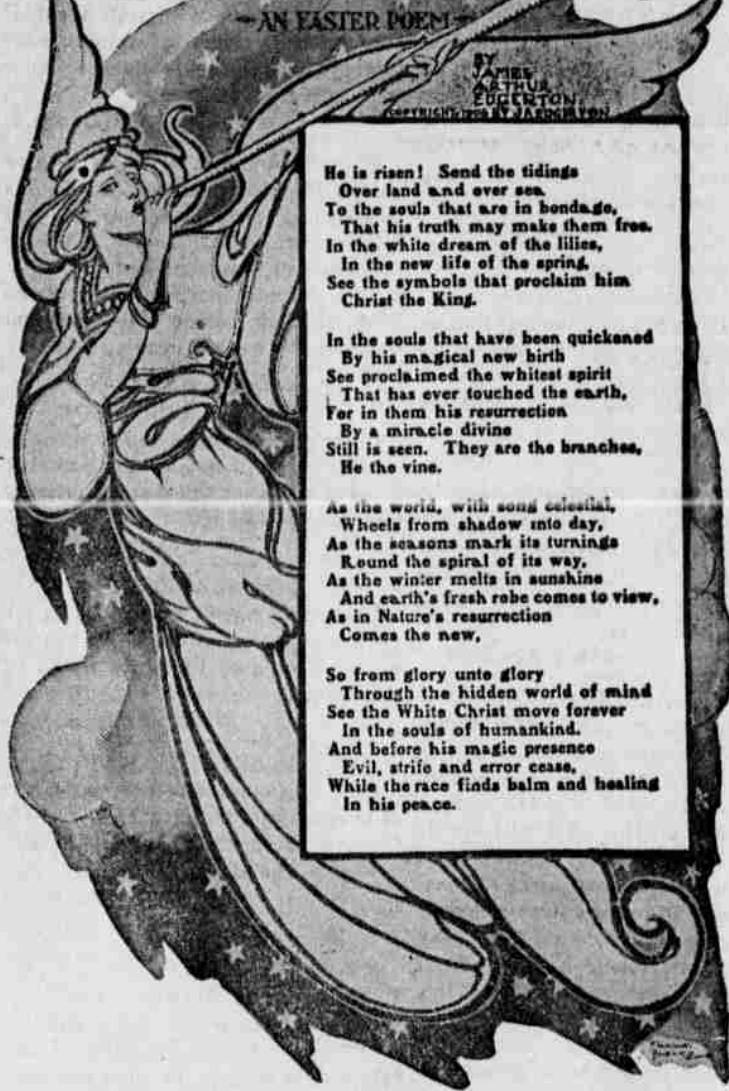 AN EASTER POEM
BY
JAMES
ARTHUR
EDGERTON
COPYRIGHT, BY J.A. EDGERTON
He is risen! Send the tidings
Over land and over sea
To the souls that are in bondage,
That his truth may make them free.
In the white dream of the lilies,
In the new life of the spring,
See the symbols that proclaim him
Christ the King.
In the souls that have been quickened
By his magical new birth
See proclaimed the whitest spirit
That has ever touched the earth,
For in them his resurrection
By a miracle divine
Still is seen. They are the branches,
He the vine.
As the world, with song celestial,
Wheels from shadow into day,
As the seasons mark its turnings
Round the spiral of its way,
As the winter melts in sunshine
And earth's fresh robe comes to view,
As in Nature's resurrection
Comes the new,
So from glory unto glory
Through the hidden world of mind
See the White Christ move forever
In the souls of humankind.
And before his magic presence
Evil, strife and error cease,
While the race finds balm and healing
In his peace.